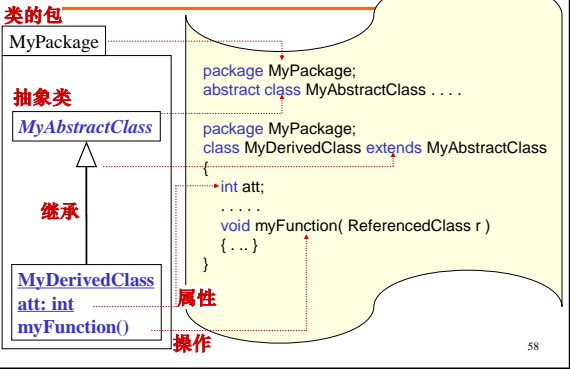 类的包
MyPackage
抽象类
MyAbstractClass
继承
MyDerivedClass
att: int
myFunction()
属性
操作
package MyPackage;
abstract class MyAbstractClass . . . .
package MyPackage;
class MyDerivedClass extends MyAbstractClass
{
int att;
. . . . .
void myFunction( ReferencedClass r )
{ . .. }
}
58